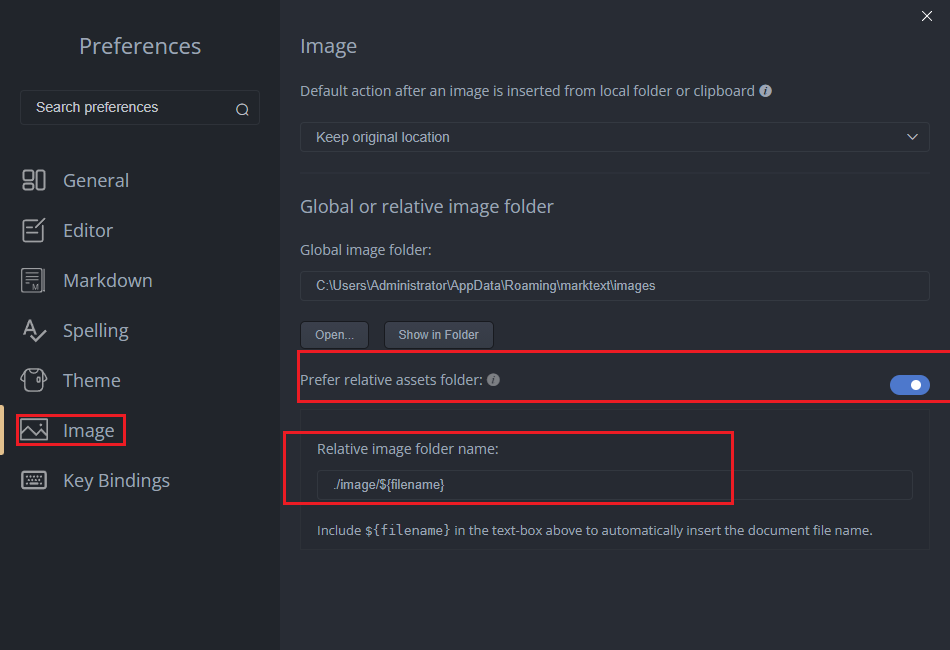 Preferences
Search preferences
General
Editor
Markdown
Spelling
Theme
Image
Key Bindings
Image
Default action after an image is inserted from local folder or clipboard
Keep original location
Global or relative image folder
Global image folder:
C:\Users\Administrator\AppData\Roaming\marktext\images
Open...
Show in Folder
Prefer relative assets folder:
Relative image folder name:
./image/${filename}
Include ${filename} in the text-box above to automatically insert the document file name.